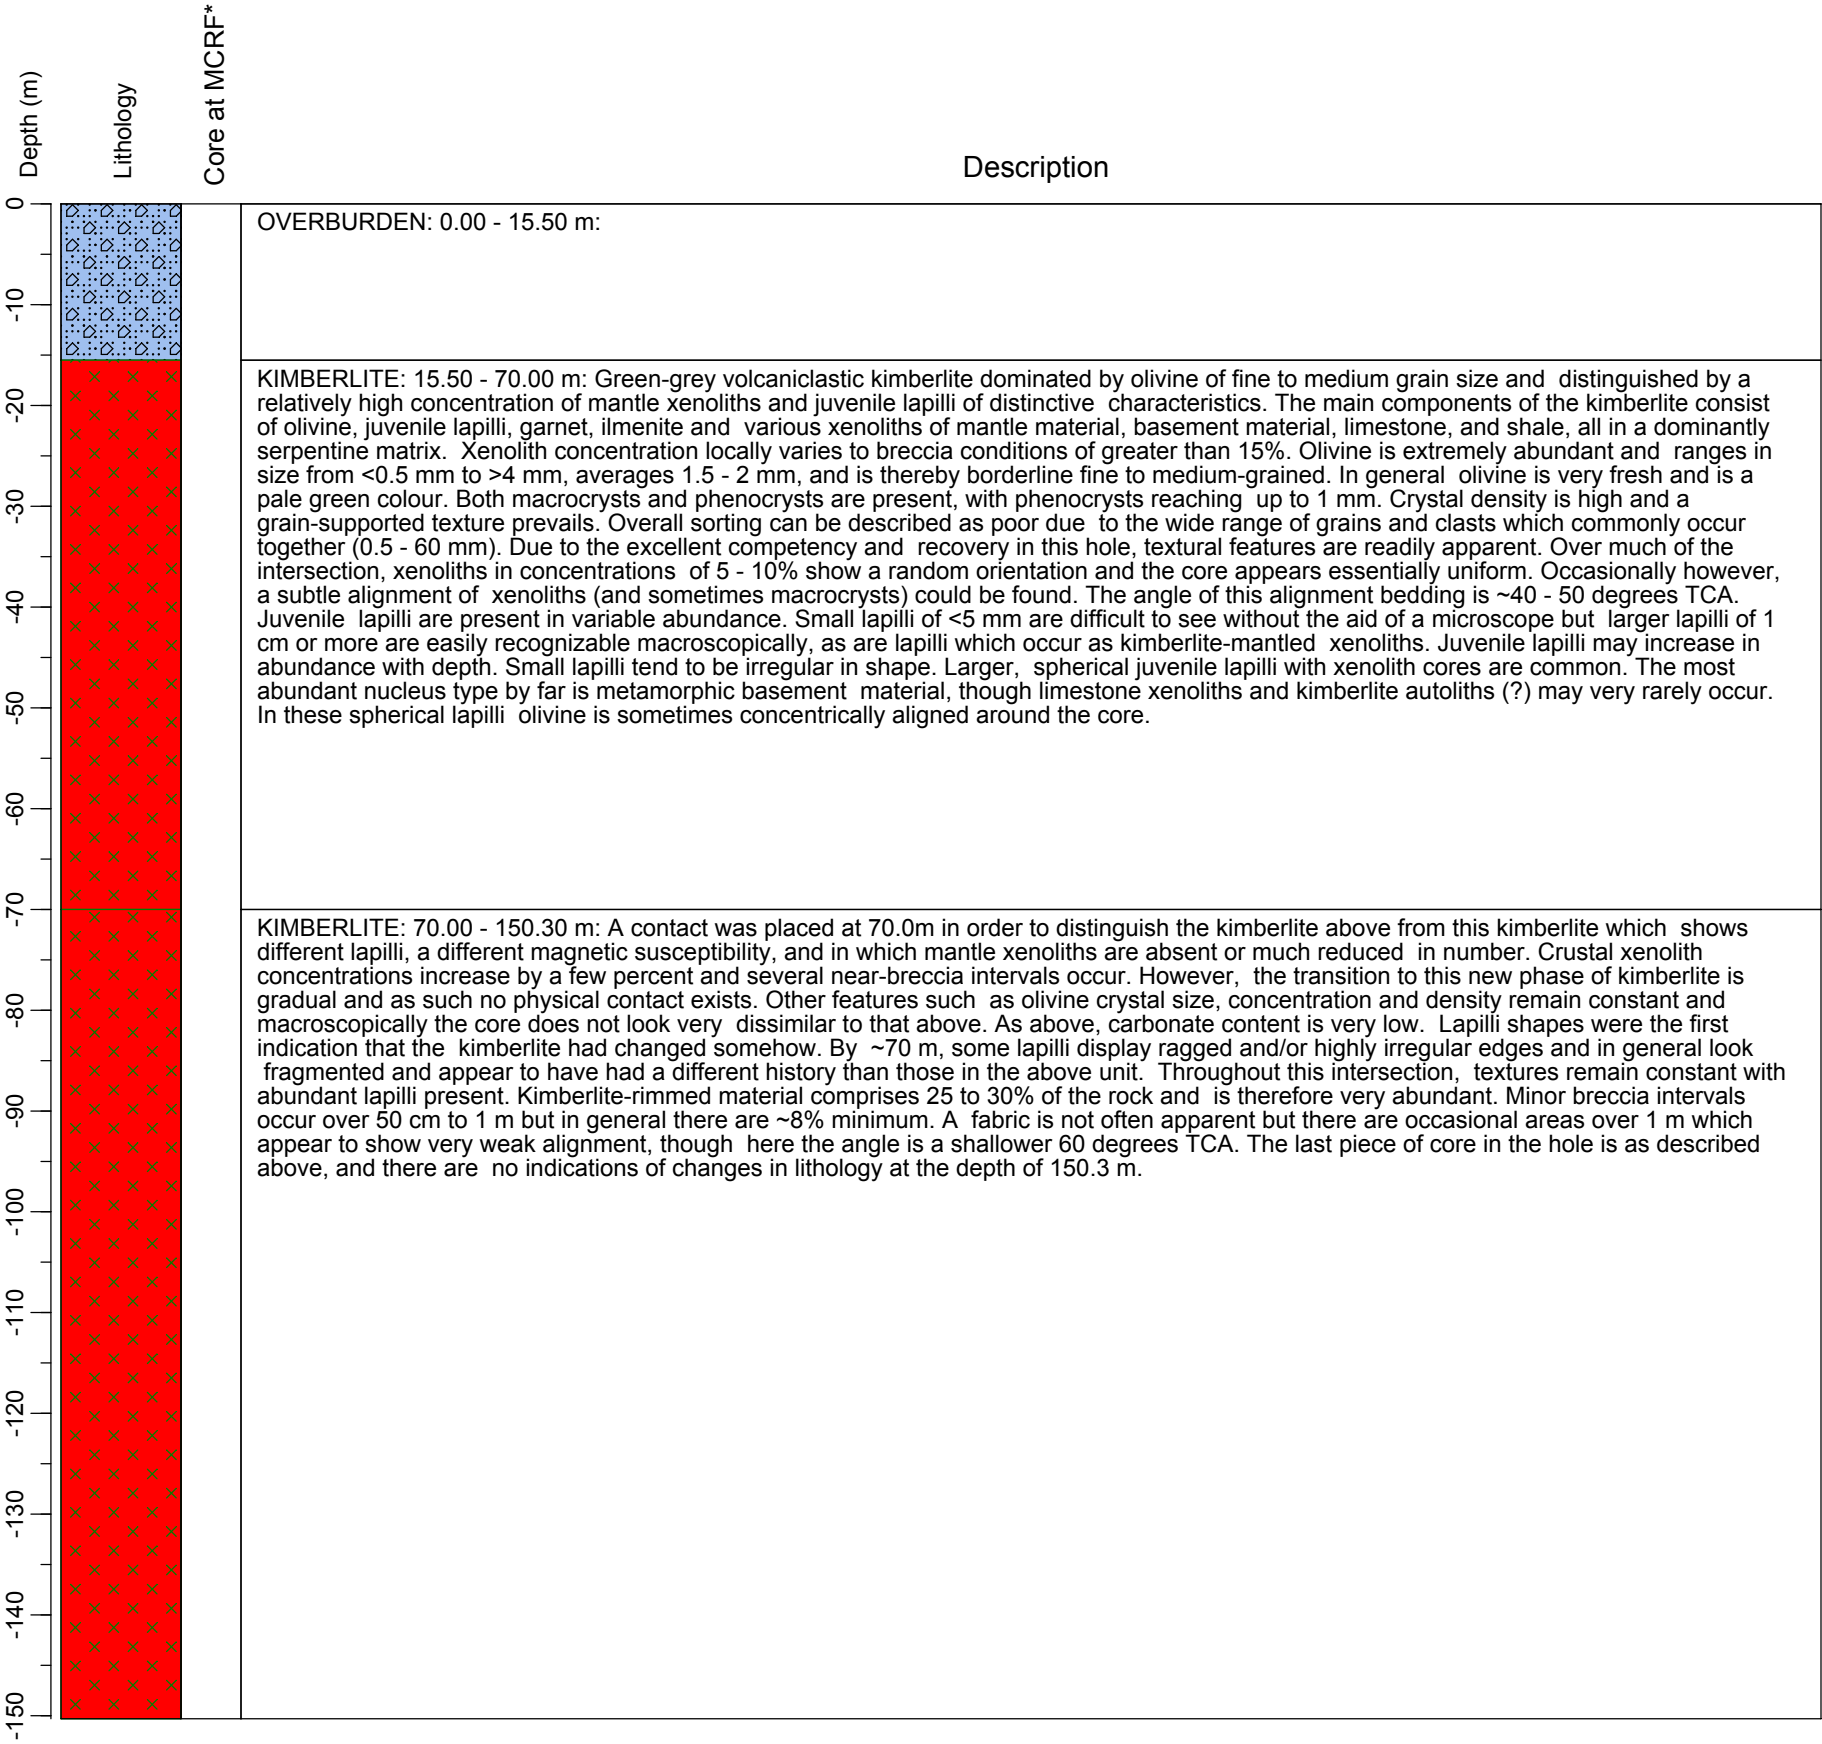 Depth (m)
Lithology
Core at MCRF*
Description
0
-10
-20
-30
-40
-50
-60
-70
-80
-90
-100
-110
-120
-130
-140
-150
OVERBURDEN: 0.00 - 15.50 m:
KIMBERLITE: 15.50 - 70.00 m: Green-grey volcaniclastic kimberlite dominated by olivine of fine to medium grain size and distinguished by a
relatively high concentration of mantle xenoliths and juvenile lapilli of distinctive characteristics. The main components of the kimberlite consist
of olivine, juvenile lapilli, garnet, ilmenite and various xenoliths of mantle material, basement material, limestone, and shale, all in a dominantly
serpentine matrix. Xenolith concentration locally varies to breccia conditions of greater than 15%. Olivine is extremely abundant and ranges in
size from <0.5 mm to >4 mm, averages 1.5 - 2 mm, and is thereby borderline fine to medium-grained. In general olivine is very fresh and is a
pale green colour. Both macrocrysts and phenocrysts are present, with phenocrysts reaching up to 1 mm. Crystal density is high and a
grain-supported texture prevails. Overall sorting can be described as poor due to the wide range of grains and clasts which commonly occur
together (0.5 - 60 mm). Due to the excellent competency and recovery in this hole, textural features are readily apparent. Over much of the
intersection, xenoliths in concentrations of 5 - 10% show a random orientation and the core appears essentially uniform. Occasionally however,
a subtle alignment of xenoliths (and sometimes macrocrysts) could be found. The angle of this alignment bedding is ~40 - 50 degrees TCA.
Juvenile lapilli are present in variable abundance. Small lapilli of <5 mm are difficult to see without the aid of a microscope but larger lapilli of 1
cm or more are easily recognizable macroscopically, as are lapilli which occur as kimberlite-mantled xenoliths. Juvenile lapilli may increase in
abundance with depth. Small lapilli tend to be irregular in shape. Larger, spherical juvenile lapilli with xenolith cores are common. The most
abundant nucleus type by far is metamorphic basement material, though limestone xenoliths and kimberlite autoliths (?) may very rarely occur.
In these spherical lapilli olivine is sometimes concentrically aligned around the core.
KIMBERLITE: 70.00 - 150.30 m: A contact was placed at 70.0m in order to distinguish the kimberlite above from this kimberlite which shows
different lapilli, a different magnetic susceptibility, and in which mantle xenoliths are absent or much reduced in number. Crustal xenolith
concentrations increase by a few percent and several near-breccia intervals occur. However, the transition to this new phase of kimberlite is
gradual and as such no physical contact exists. Other features such as olivine crystal size, concentration and density remain constant and
macroscopically the core does not look very dissimilar to that above. As above, carbonate content is very low. Lapilli shapes were the first
indication that the kimberlite had changed somehow. By ~70 m, some lapilli display ragged and/or highly irregular edges and in general look
fragmented and appear to have had a different history than those in the above unit. Throughout this intersection, textures remain constant with
abundant lapilli present. Kimberlite-rimmed material comprises 25 to 30% of the rock and is therefore very abundant. Minor breccia intervals
occur over 50 cm to 1 m but in general there are ~8% minimum. A fabric is not often apparent but there are occasional areas over 1 m which
appear to show very weak alignment, though here the angle is a shallower 60 degrees TCA. The last piece of core in the hole is as described
above, and there are no indications of changes in lithology at the depth of 150.3 m.